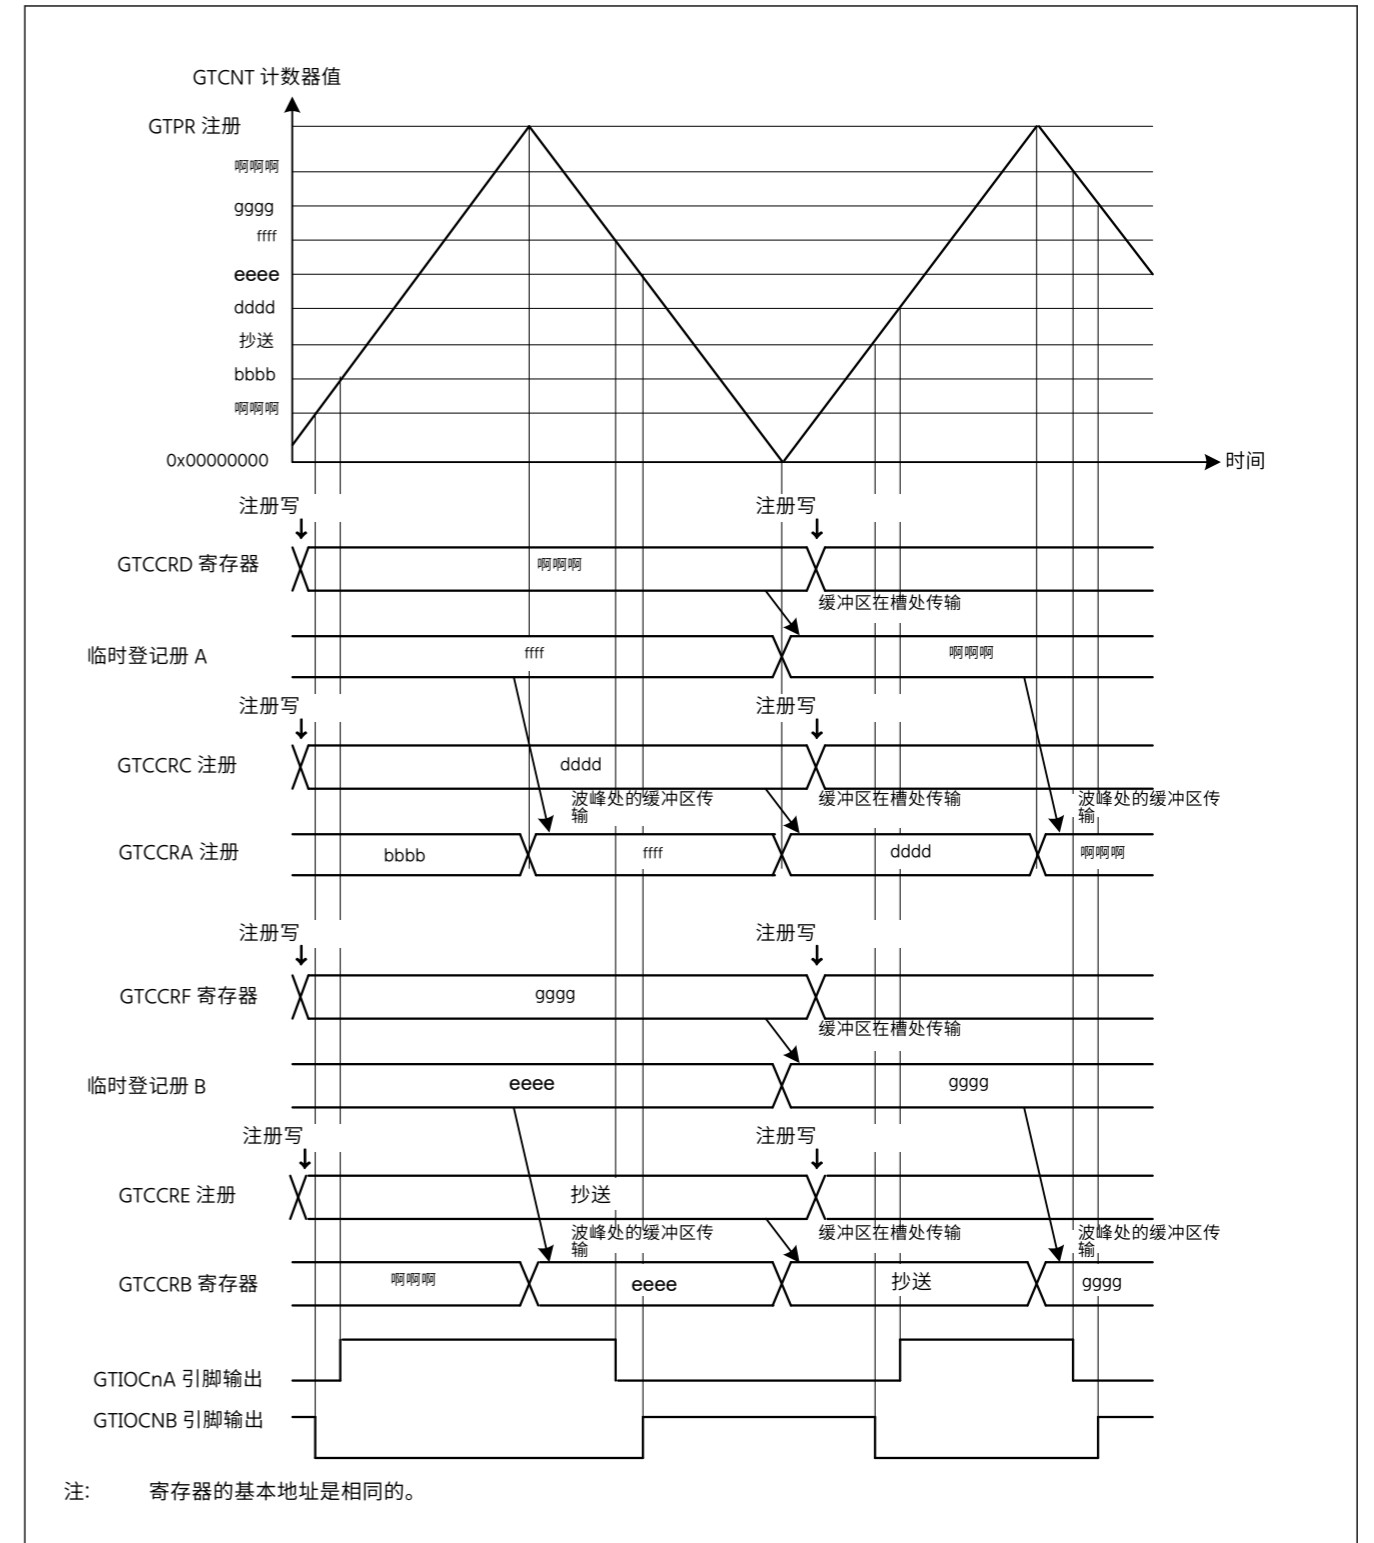 GTCNT 计数器值
GTPR 注册
啊啊啊
gggg
ffff
eeee
dddd
抄送
bbbb
啊啊啊
0x00000000
时间
注册写
注册写
GTCCRD 寄存器
啊啊啊
缓冲区在槽处传输
临时登记册 A
ffff
啊啊啊
注册写
注册写
GTCCRC 注册
dddd
波峰处的缓冲区传
输
缓冲区在槽处传输
波峰处的缓冲区传
输
GTCCRA 注册
bbbb
ffff
dddd
啊啊啊
注册写
注册写
GTCCRF 寄存器
gggg
缓冲区在槽处传输
临时登记册 B
eeee
gggg
注册写
注册写
GTCCRE 注册
抄送
波峰处的缓冲区传
输
缓冲区在槽处传输
波峰处的缓冲区传
输
GTCCRB 寄存器
啊啊啊
eeee
抄送
gggg
GTIOCnA 引脚输出
GTIOCNB 引脚输出
注: 寄存器的基本地址是相同的。